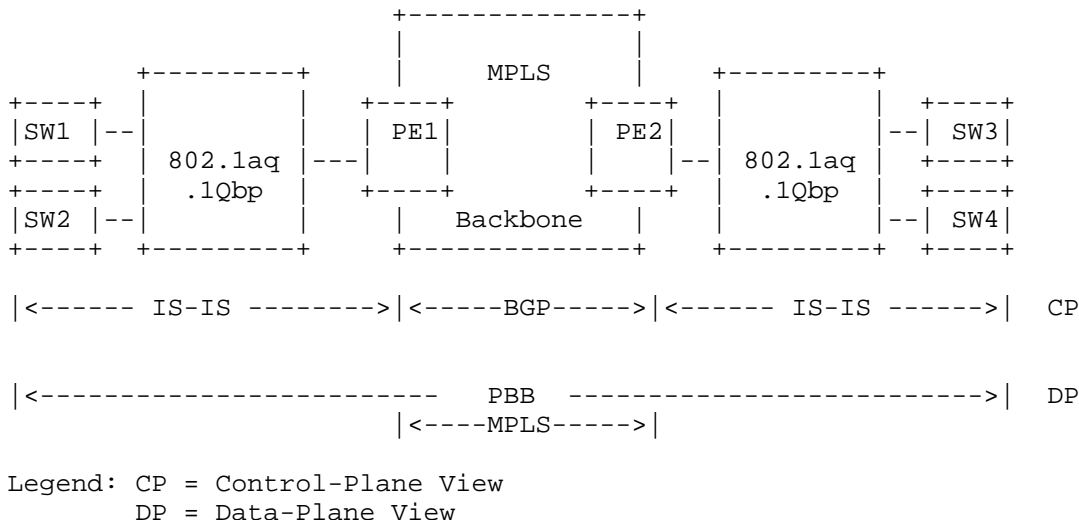 MPLS
SW1 PE1 PE2 SW3
802.1aq 802.1aq
.1Qbp .1Qbp
SW2 Backbone SW4
|<------ IS-IS -------->|<-----BGP----->|<------ IS-IS ------>| CP
|<------------------------- PBB -------------------------->| DP
|<----MPLS----->|
Legend: CP = Control-Plane View
DP = Data-Plane View